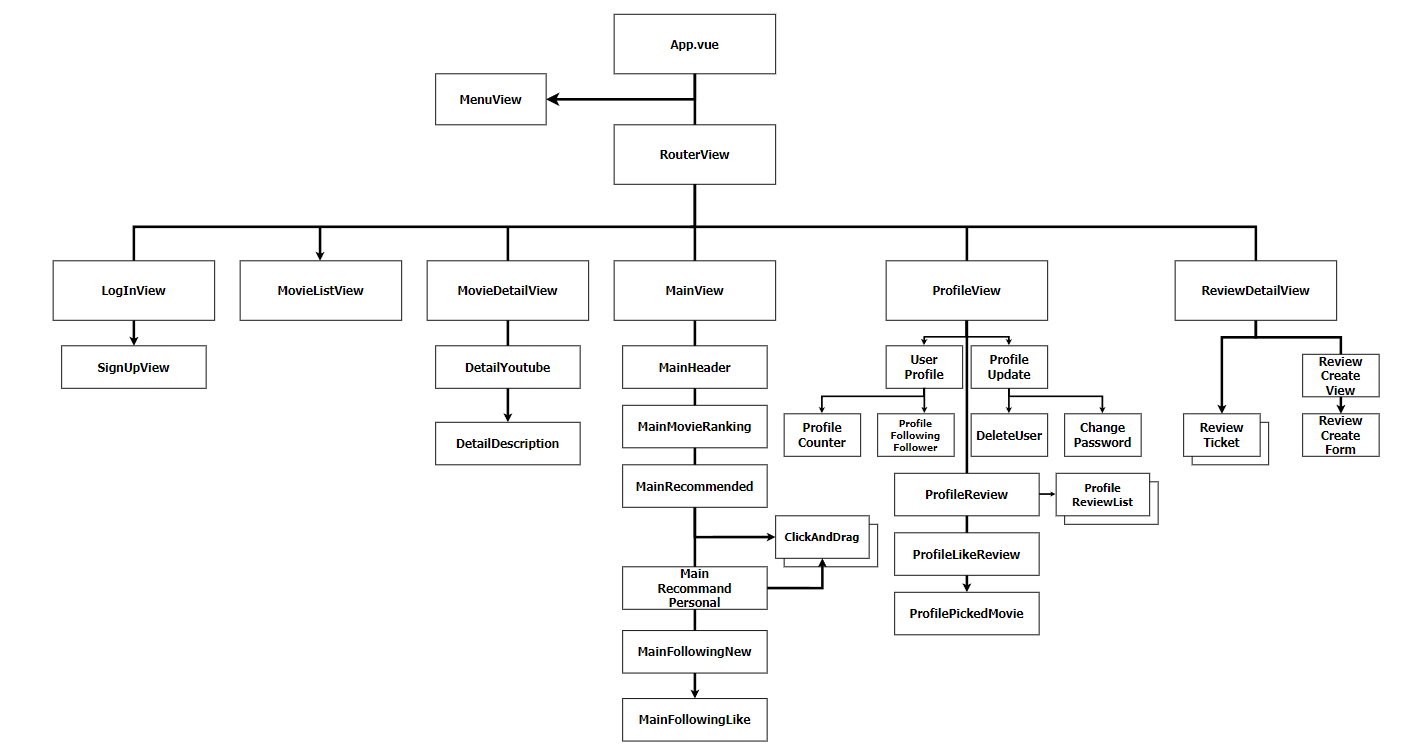 App.vue
MenuView
RouterView
LogInView
MovieListView
MovieDetailView
MainView
ProfileView
ReviewDetailView
SignUpView
DetailYoutube
MainHeader
User
Profile
Profile
Update
Review
Create
View
DetailDescription
MainMovieRanking
Profile
Counter
Profile
Following
Follower
DeleteUser
Change
Password
Review
Ticket
Review
Create
Form
MainRecommended
ProfileReview
Profile
ReviewList
ClickAndDrag
ProfileLikeReview
Main
Recommand
Personal
ProfilePickedMovie
MainFollowingNew
MainFollowingLike